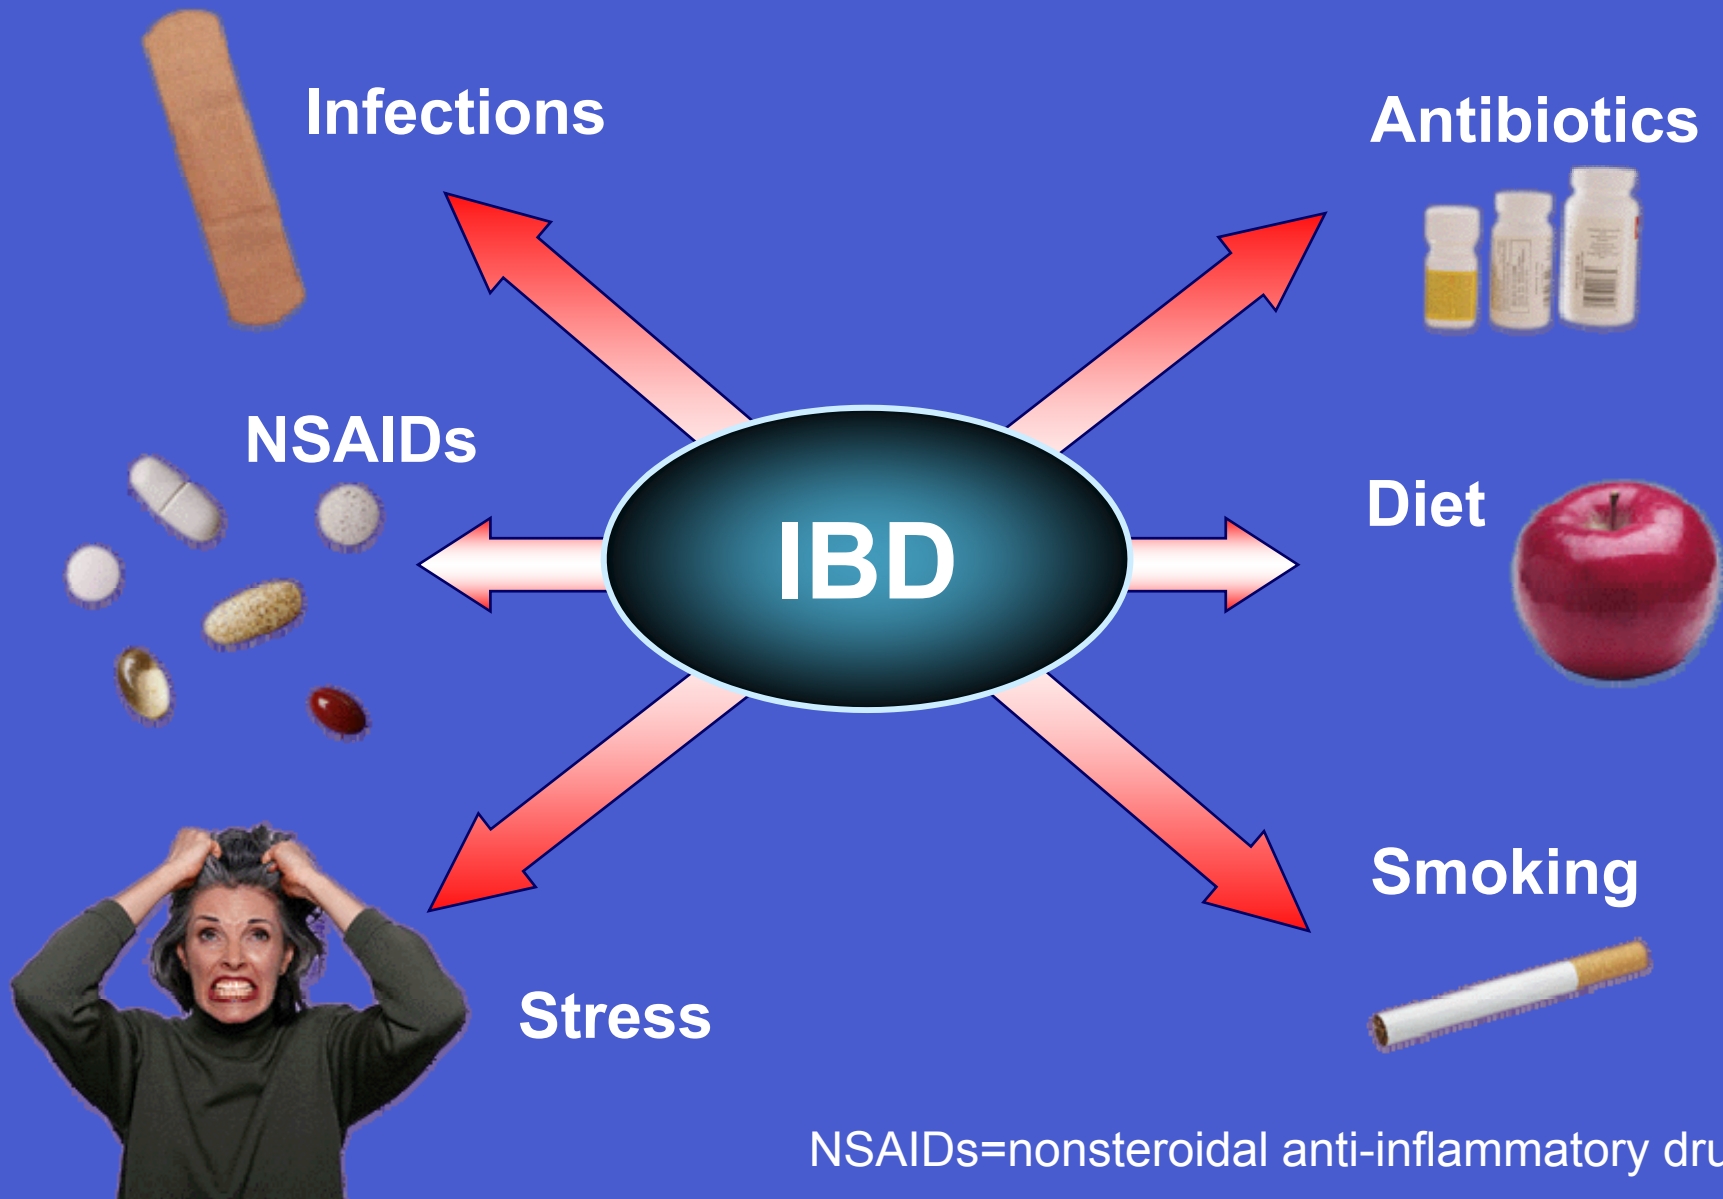 Infections
Antibiotics
NSAIDs
Diet
IBD
Smoking
Stress
NSAIDs=nonsteroidal anti-inflammatory dru